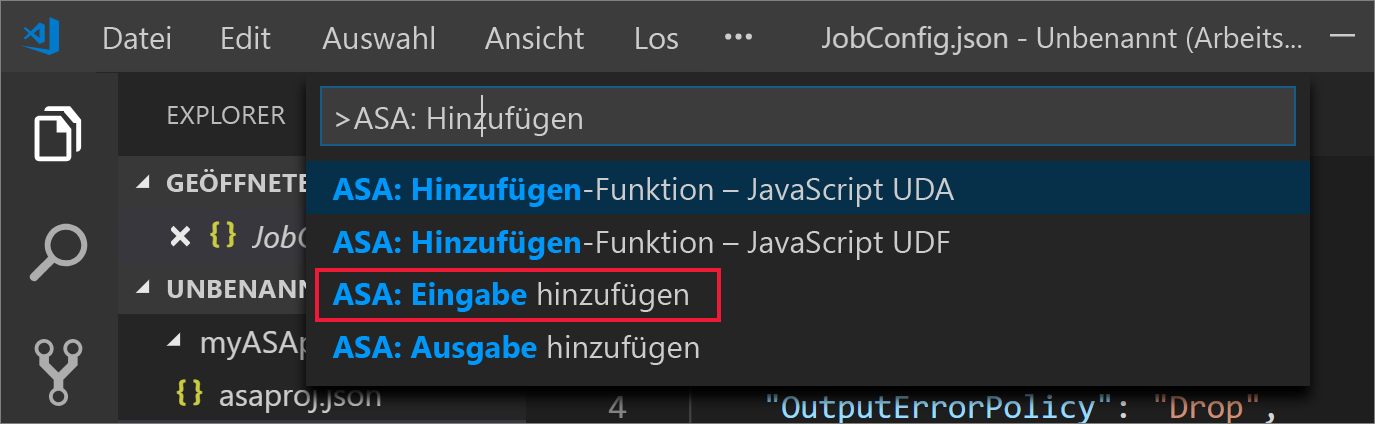 Datei Edit Auswahl Ansicht Los ··· JobConfig.json - Unbenannt (Arbeits...
EXPLORER
>ASA: Hinzufügen
GEÖFFNETE
ASA: Hinzufügen-Funktion – JavaScript UDA
{} JobC
ASA: Hinzufügen-Funktion – JavaScript UDF
UNBENANN
ASA: Eingabe hinzufügen
myASAp
ASA: Ausgabe hinzufügen
{} asaproj.json
4 "OutputErrorPolicy": "Drop",